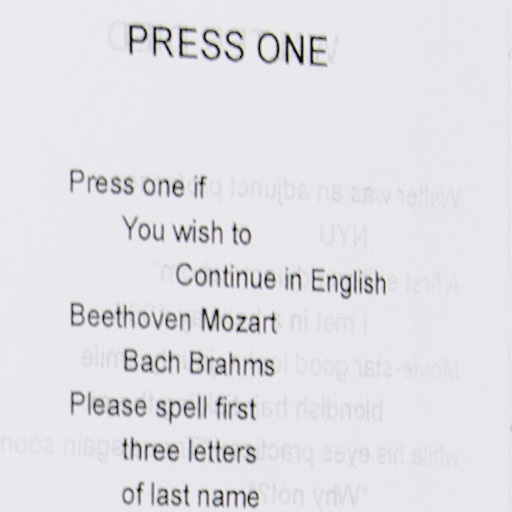 PRESS ONE
Press one if
You wish to
Continue in English
Beethoven Mozart
Bach Brahms
Please spell first
three letters
of last name